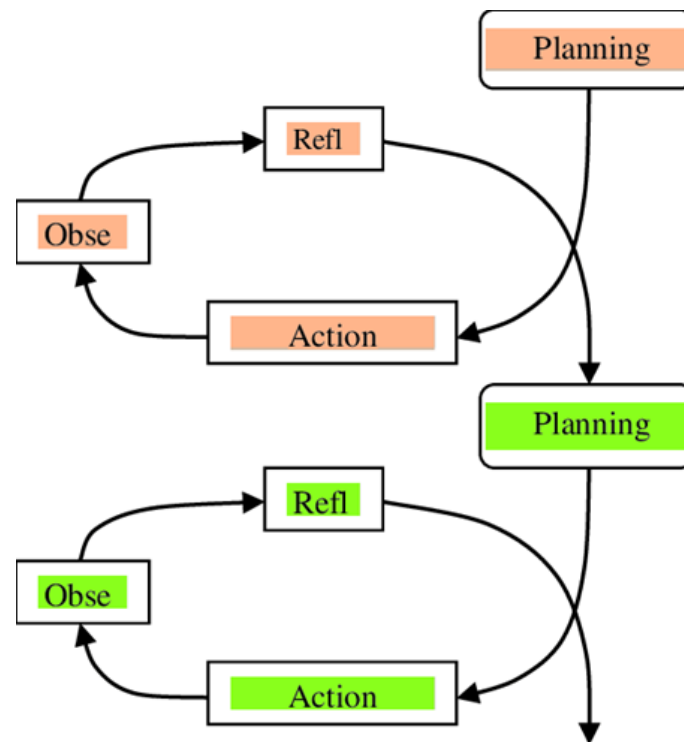 Planning
Refl
Obse
Action
Planning
Refl
Obse
Action